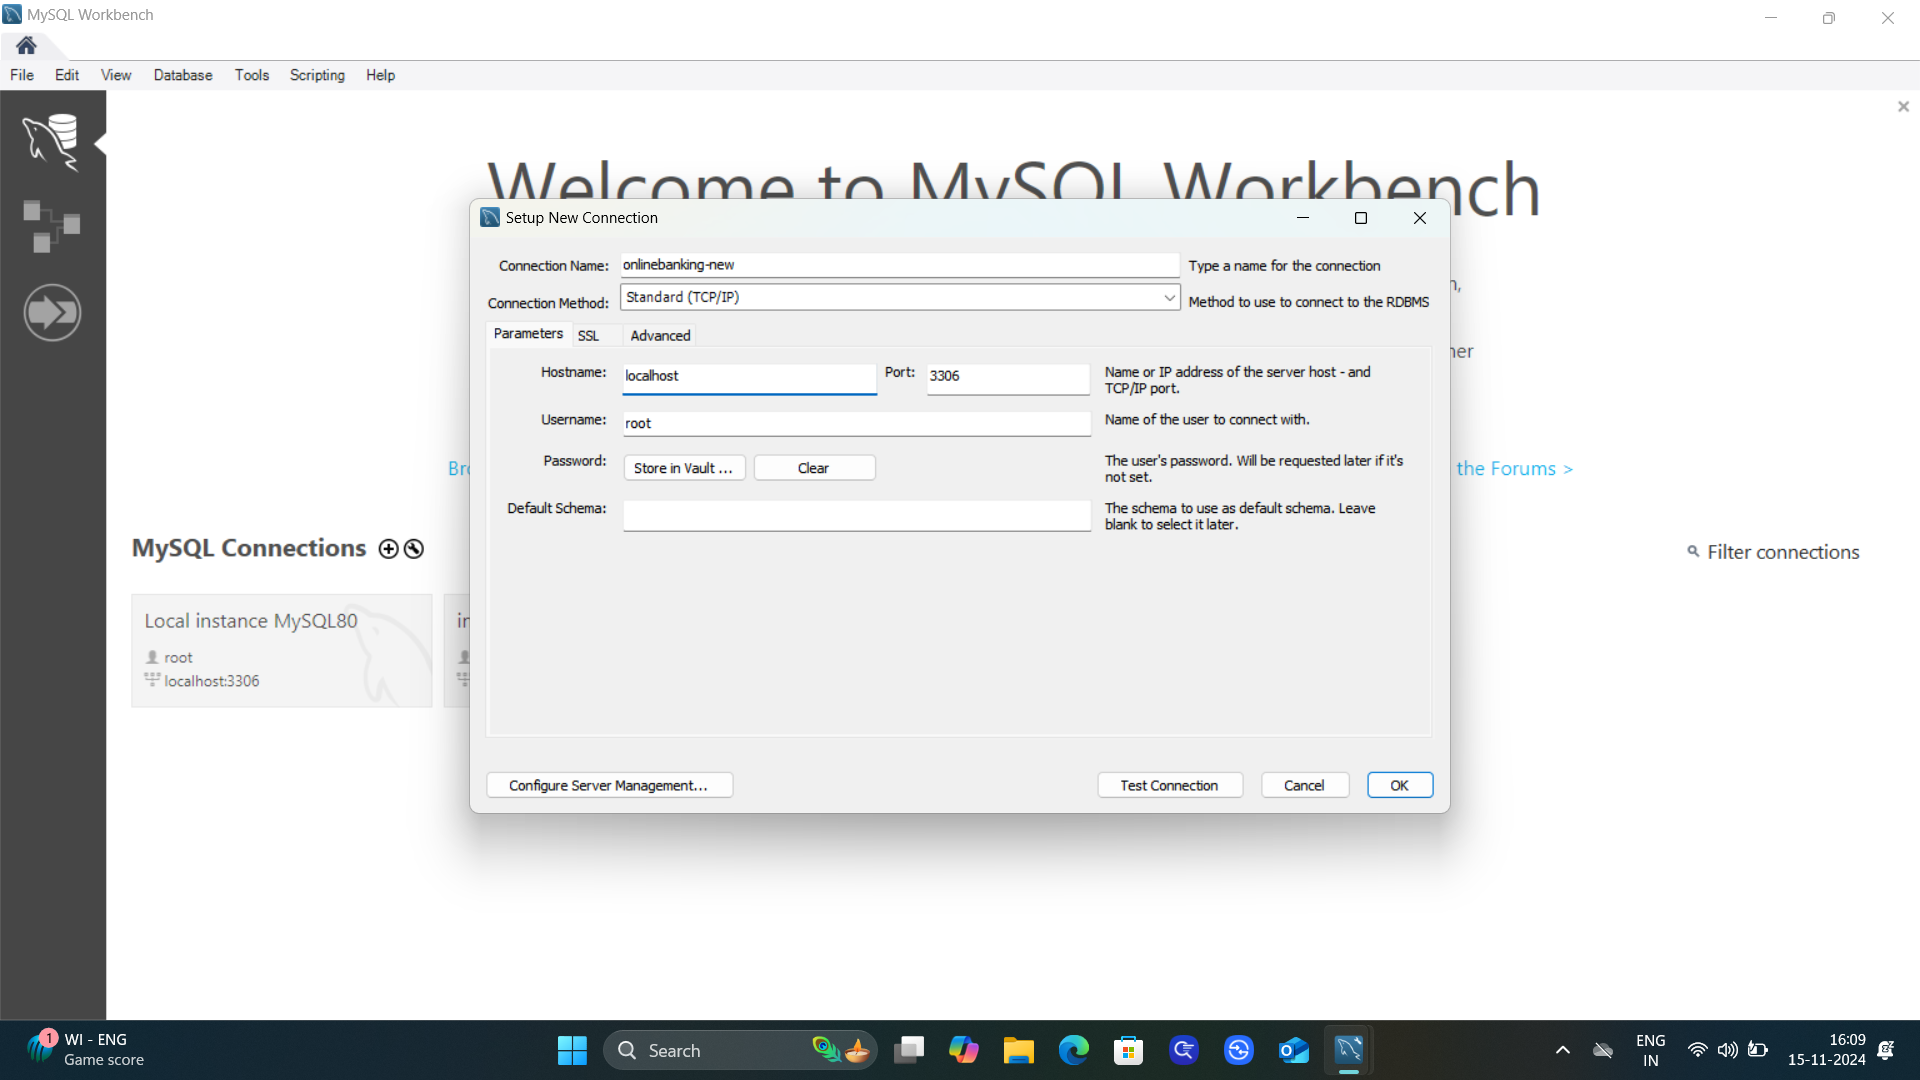 MySQL Workbench
File Edit View Database Tools Scripting Help
Welcome to MySQL Workbench
Setup New Connection
Connection Name: onlinebanking-new Type a name for the connection
Connection Method: Standard (TCP/IP) Method to use to connect to the RDBMS
Parameters SSL Advanced
Hostname: localhost Port: 3306 Name or IP address of the server host - and
TCP/IP port.
Username: root Name of the user to connect with.
Password: Store in Vault ... Clear The user's password. Will be requested later if it's
not set.
the Forums >
Default Schema: The schema to use as default schema. Leave
blank to select it later.
MySQL Connections
Filter connections
Local instance MySQL80
root
localhost:3306
Configure Server Management... Test Connection Cancel OK
1 WI - ENG
Game score
Search
ENG
IN
16:09
15-11-2024